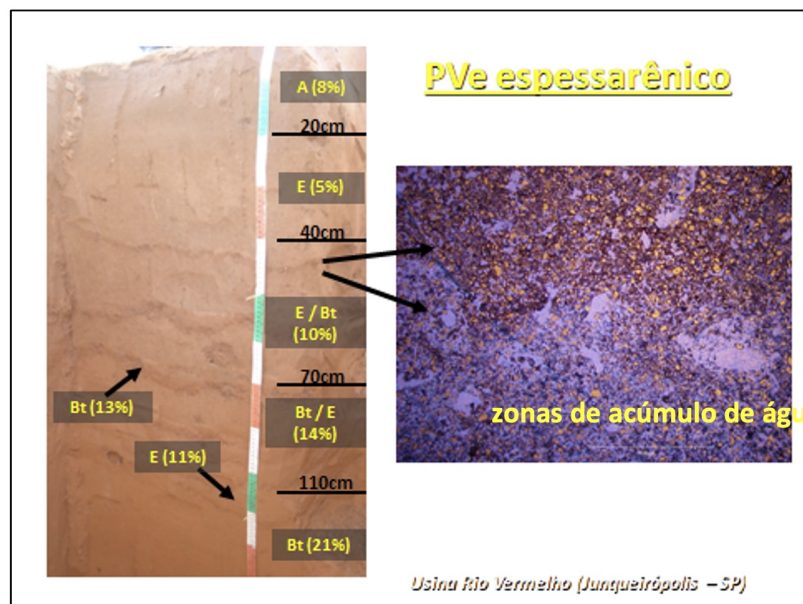 PVe espessarênico
A (8%)
20cm
E (5%)
40cm
E / Bt
(10%)
70cm
Bt (13%)
Bt / E
(14%)
E (11%)
110cm
Bt (21%)
zonas de acúmulo de águ
Usina Rio Vermelho (Junqueirópolis – SP)